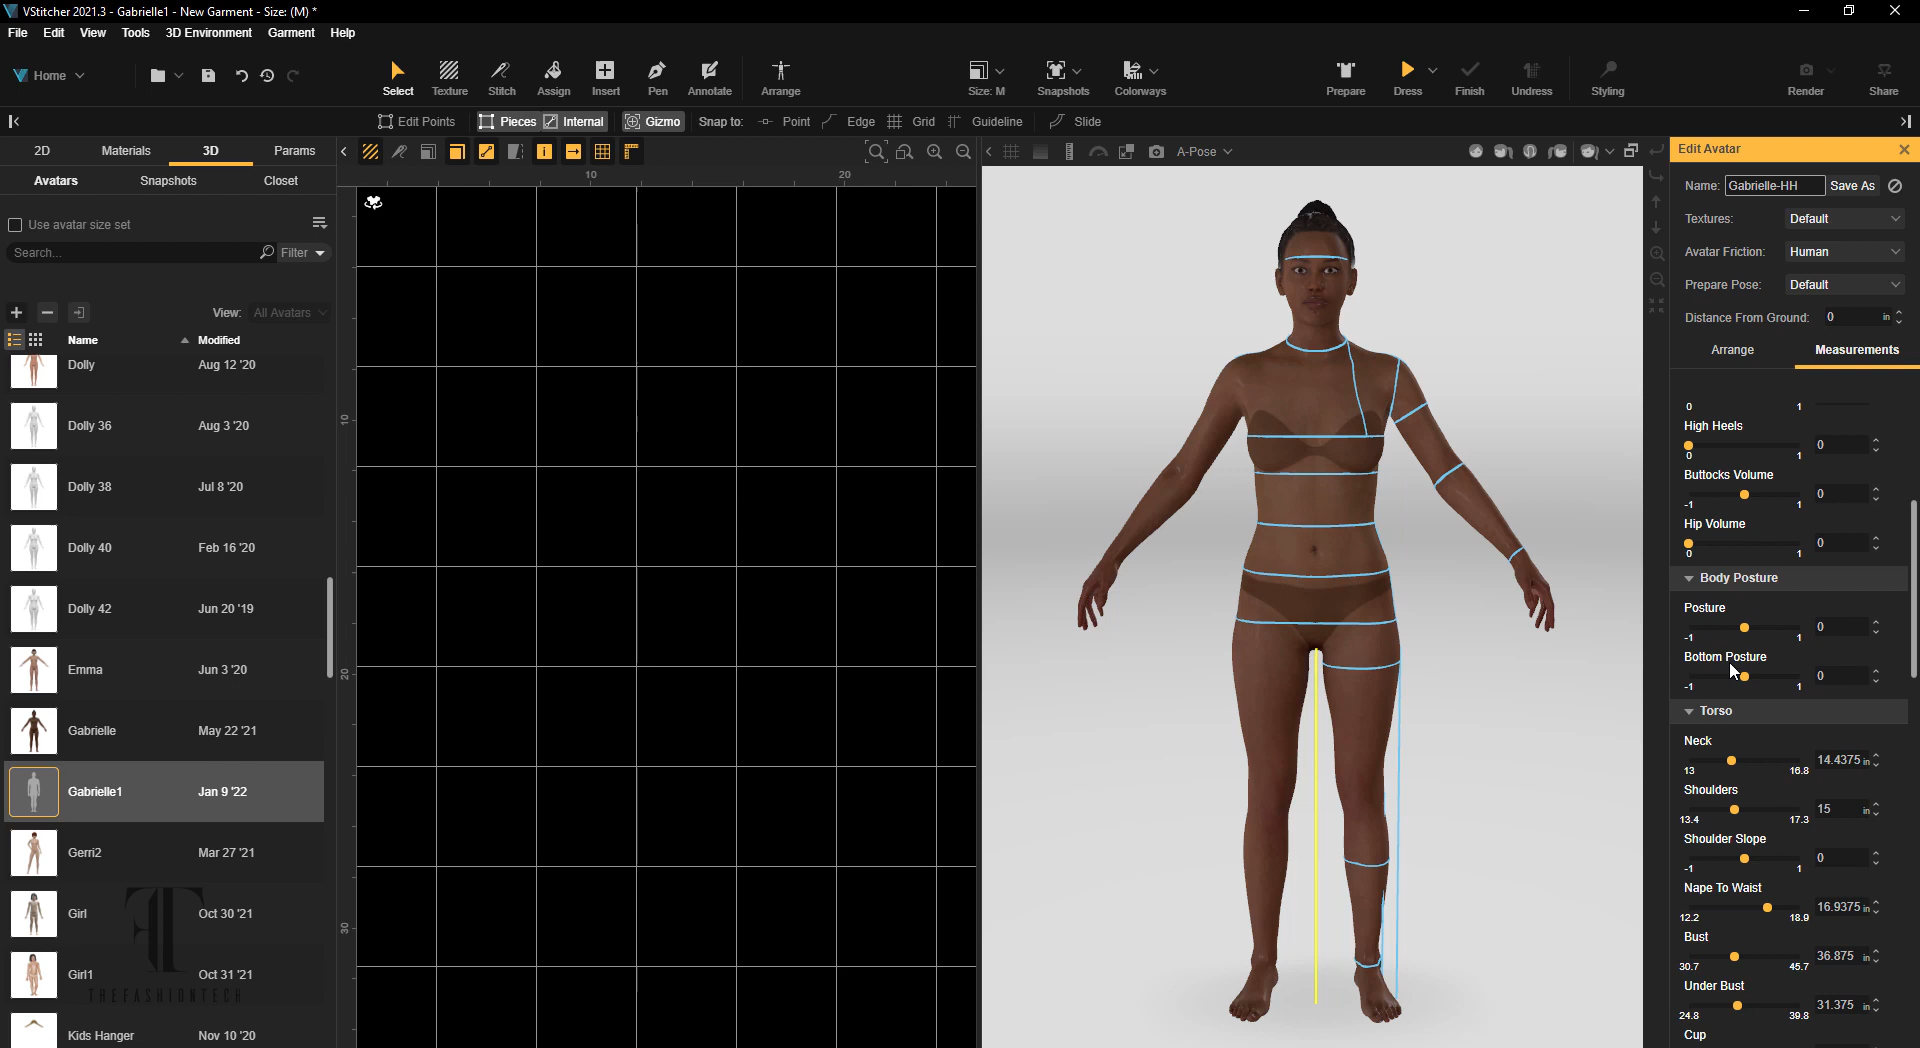 VStitcher 2021.3 - Gabrielle1 - New Garment - Size: (M) *
File Edit View Tools 3D Environment Garment Help
Home
Select Texture Stitch Assign Insert Pen Annotate Arrange Size: M Snapshots Colorways Prepare Dress Finish Undress Styling Render Share
Edit Points Pieces Internal Gizmo Snap to: Point Edge Grid Guideline Slide
2D Materials 3D Params
A-Pose
Edit Avatar
Avatars Snapshots Closet
10 20
Name: Gabrielle-HH Save As
Use avatar size set
Textures: Default
Search... Filter
Avatar Friction: Human
Prepare Pose: Default
View: All Avatars
Distance From Ground: 0 in
Name Modified
Arrange Measurements
Dolly Aug 12 '20
0 1
Dolly 36 Aug 3 '20
10
High Heels
0
0 1
Buttocks Volume
Dolly 38 Jul 8 '20
0
-1 1
Hip Volume
Dolly 40 Feb 16 '20
0
0 1
Body Posture
Dolly 42 Jun 20 '19
Posture
0
-1 1
Bottom Posture
Emma Jun 3 '20
20
0
-1 1
Torso
Gabrielle May 22 '21
Neck
14.4375 in
13 16.8
Gabrielle1 Jan 9 '22
Shoulders
15 in
13.4 17.3
Shoulder Slope
Gerri2 Mar 27 '21
0
-1 1
Nape To Waist
16.9375 in
12.2 18.9
Girl Oct 30 '21
30
Bust
36.875 in
30.7 45.7
Girl1 Oct 31 '21
Under Bust
THEFASHIONTECH
31.375 in
24.8 39.8
Kids Hanger Nov 10 '20
Cup